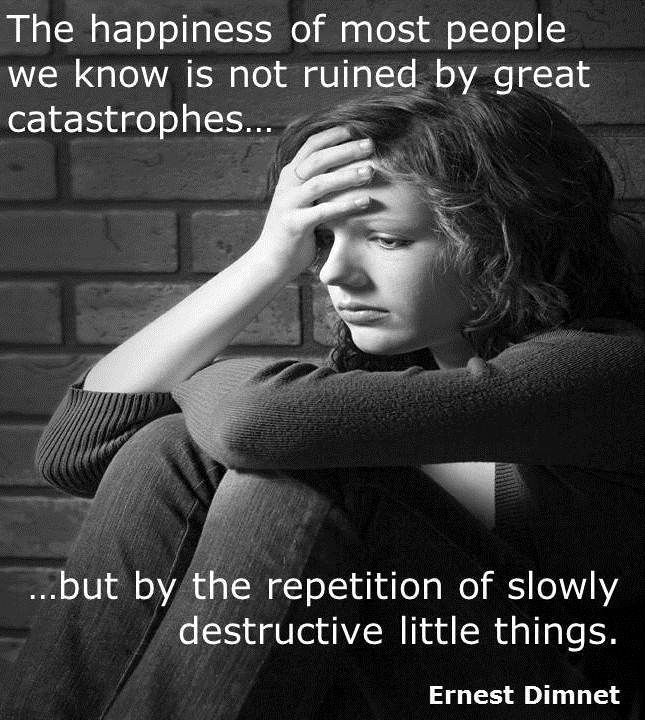 The happiness of most people
we know is not ruined by great
catastrophes…
…but by the repetition of slowly
destructive little things.
Ernest Dimnet